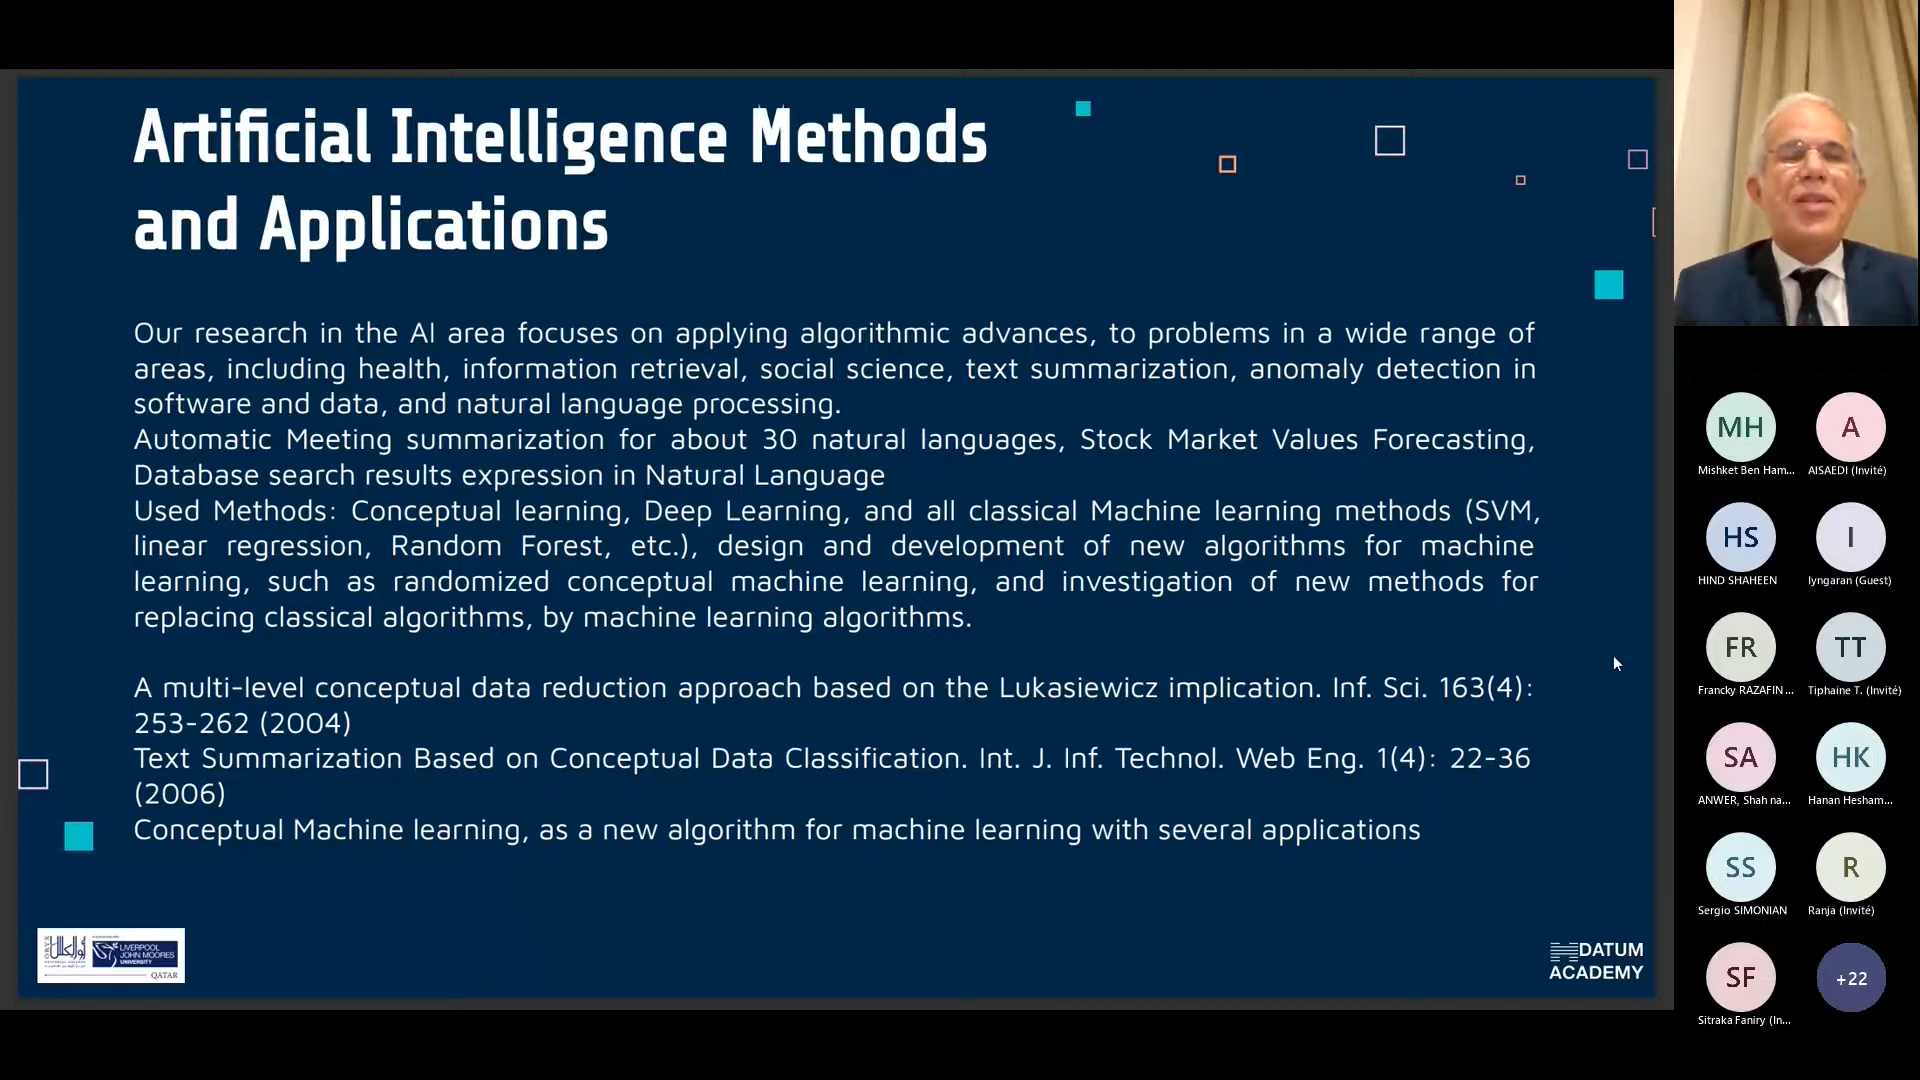 Artificial Intelligence Methods
and Applications
Our research in the AI area focuses on applying algorithmic advances, to problems in a wide range of
areas, including health, information retrieval, social science, text summarization, anomaly detection in
software and data, and natural language processing.
Automatic Meeting summarization for about 30 natural languages, Stock Market Values Forecasting,
Database search results expression in Natural Language
Used Methods: Conceptual learning, Deep Learning, and all classical Machine learning methods (SVM,
linear regression, Random Forest, etc.), design and development of new algorithms for machine
learning, such as randomized conceptual machine learning, and investigation of new methods for
replacing classical algorithms, by machine learning algorithms.
A multi-level conceptual data reduction approach based on the Lukasiewicz implication. Inf. Sci. 163(4):
253-262 (2004)
Text Summarization Based on Conceptual Data Classification. Int. J. Inf. Technol. Web Eng. 1(4): 22-36
(2006)
Conceptual Machine learning, as a new algorithm for machine learning with several applications
ORYX
LIVERPOOL
JOHN MOORES
UNIVERSITY
QATAR
DATUM
ACADEMY
MH
A
Mishket Ben Ham...
AISAEDI (Invité)
HS
I
HIND SHAHEEN
Iyngaran (Guest)
FR
TT
Francky RAZAFIN...
Tiphaine T. (Invité)
SA
HK
ANWER, Shah na...
Hanan Hesham...
SS
R
Sergio SIMONIAN
Ranja (Invité)
SF
+22
Sitraka Faniry (In...